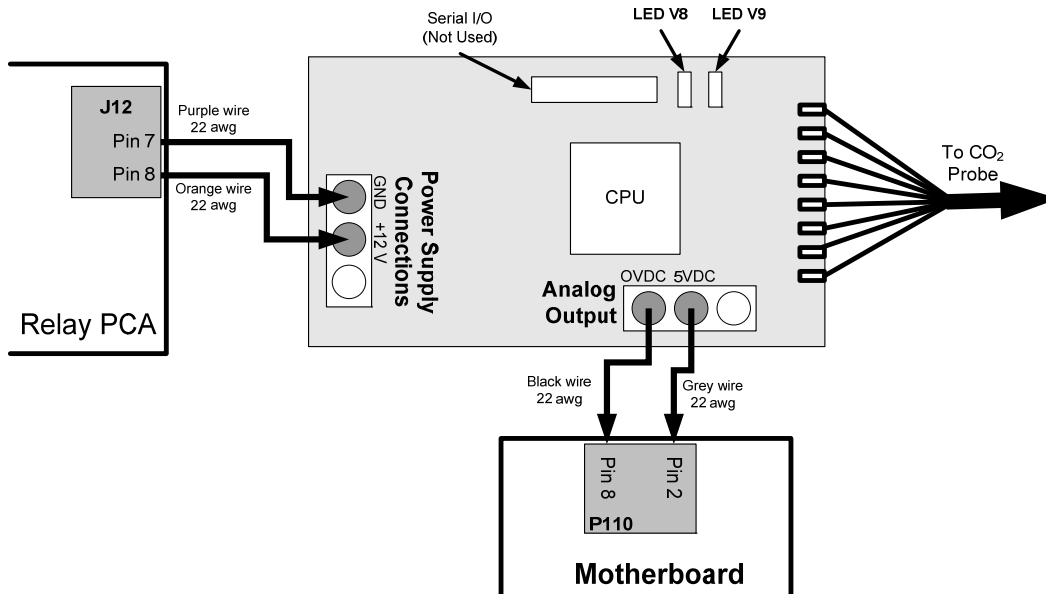 Serial I/O
(Not Used)
LED V8
LED V9
J12
Pin 7
Pin 8
Purple wire
22 awg
Orange wire
22 awg
Relay PCA
GND
+12 V
Power Supply
Connections
CPU
To CO₂
Probe
Analog
Output
OVDC
5VDC
Black wire
22 awg
Grey wire
22 awg
Pin 8
Pin 2
P110
Motherboard